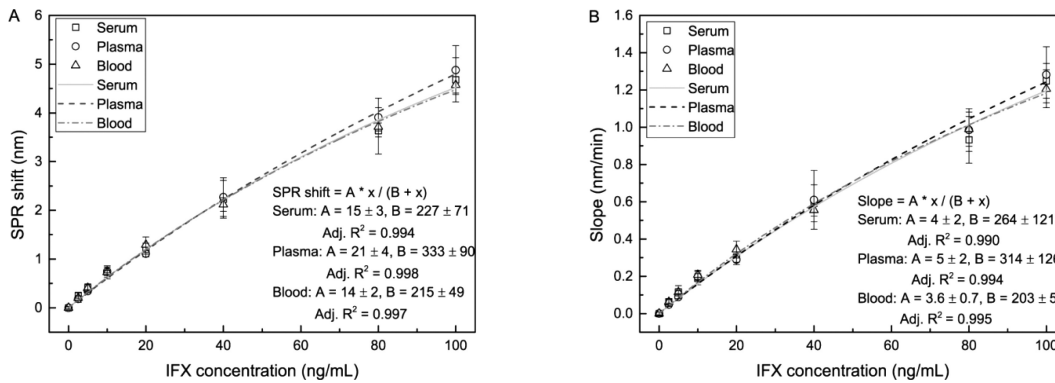 A
6
5
4
3
2
1
0
SPR shift (nm)
Serum
Plasma
Blood
Serum
Plasma
Blood
SPR shift = A * x / (B + x)
Serum: A = 15 ± 3, B = 227 ± 71
Adj. R² = 0.994
Plasma: A = 21 ± 4, B = 333 ± 90
Adj. R² = 0.998
Blood: A = 14 ± 2, B = 215 ± 49
Adj. R² = 0.997
0 20 40 60 80 100
IFX concentration (ng/mL)
B
1.6
1.4
1.2
1.0
0.8
0.6
0.4
0.2
0.0
Slope (nm/min)
Serum
Plasma
Blood
Serum
Plasma
Blood
Slope = A * x / (B + x)
Serum: A = 4 ± 2, B = 264 ± 121
Adj. R² = 0.990
Plasma: A = 5 ± 2, B = 314 ±
Adj. R² = 0.994
Blood: A = 3.6 ± 0.7, B = 203 ±
Adj. R² = 0.995
0 20 40 60 80 100
IFX concentration (ng/mL)